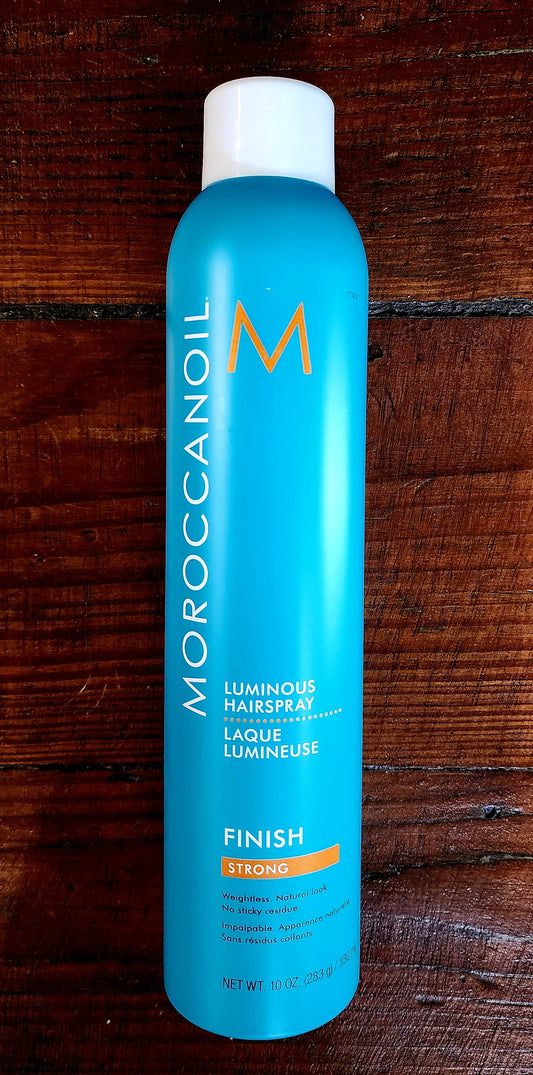 MOROCCANOIL
M
LUMINOUS
HAIRSPRAY
LAQUE
LUMINEUSE
FINISH
STRONG
Weightless. Natural look
No sticky residue
Impalpable. Apparence naturelle
Sans résidus collants
NET WT. 10 OZ. (283 g) / 330